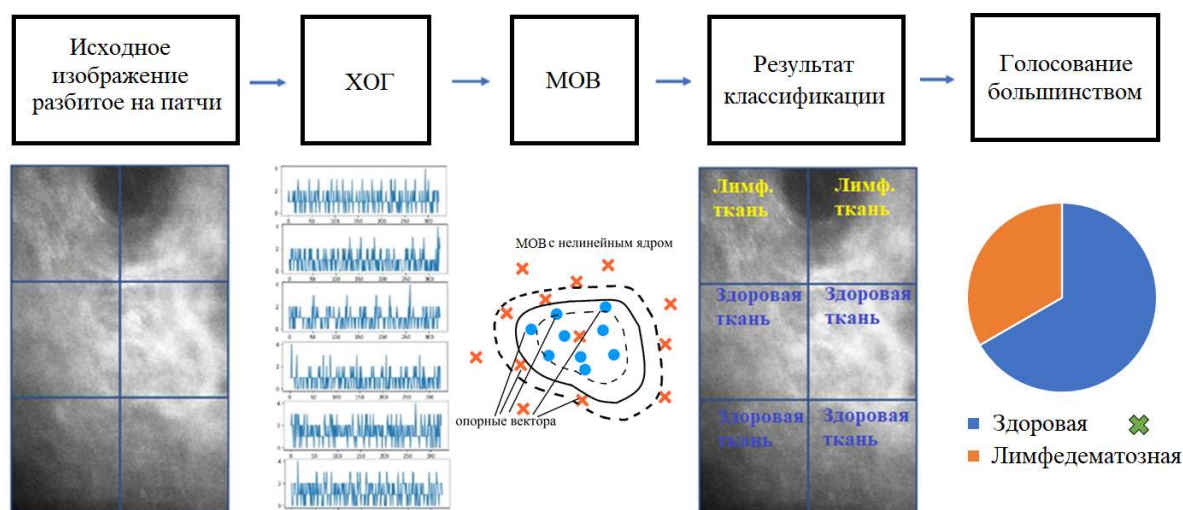 Исходное
изображение
разбитое на патчи
ХОГ
МОВ
Результат
классификации
Голосование
большинством
МОВ с нелинейным ядром
опорные вектора
Лимф.
ткань
Лимф.
ткань
Здоровая
ткань
Здоровая
ткань
Здоровая
ткань
Здоровая
ткань
Здоровая
Лимфедематозная